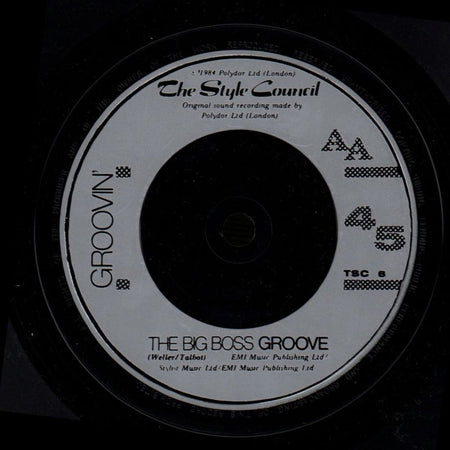 ℗1984 Polydor Ltd (London)
The Style Council
Original sound recording made by
Polydor Ltd (London)
AA
45
TSC 6
GROOVIN'
THE BIG BOSS GROOVE
(Weller/Talbot) EMI Music Publishing Ltd/
Stylist Music Ltd/EMI Music Publishing Ltd